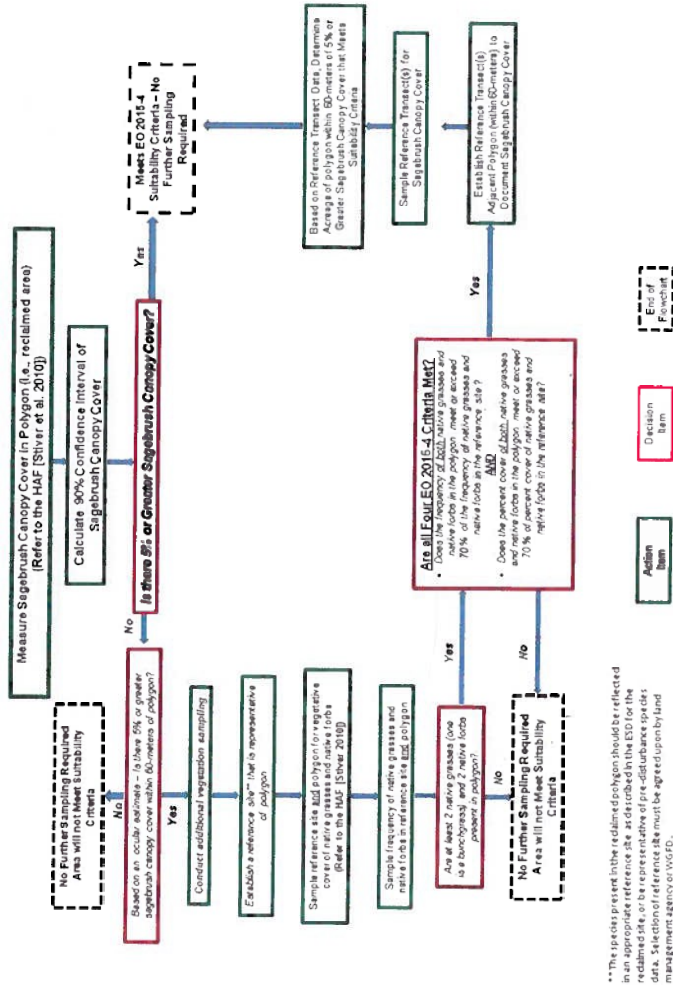 Measure Sagebrush Canopy Cover in Polygon (i.e., reclaimed area)
(Refer to the HAF [Stiver et al. 2010])
Calculate 90% Confidence Interval of
Sagebrush Canopy Cover
Is there 5% or Greater Sagebrush Canopy Cover?
Yes
Meets EO 2015-4
Suitability Criteria – No
Further Sampling
Required
No
Based on an ocular estimate – Is there 5% or greater
sagebrush canopy cover within 60-meters of polygon?
No
No Further Sampling Required
Area will not Meet Suitability
Criteria
Yes
Conduct additional vegetation sampling
Establish a reference site** that is representative
of polygon
Sample reference site and polygon for vegetative
cover of native grasses and native forbs
(Refer to the HAF [Stiver 2010])
Sample frequency of native grasses and
native forbs in reference site and polygon
Are at least 2 native grasses (one
is a bunchgrass) and 2 native forbs
present in polygon?
No
No Further Sampling Required
Area will not Meet Suitability
Criteria
Yes
Are all Four EO 2015-4 Criteria Met?
• Does the frequency of both native grasses and
native forbs in the polygon meet or exceed
70 % of the frequency of native grasses and
native forbs in the reference site?
AND
• Does the percent cover of both native grasses
and native forbs in the polygon meet or exceed
70 % of percent cover of native grasses and
native forbs in the reference site?
No
Yes
Establish Reference Transect(s)
Adjacent Polygon (within 60-meters) to
Document Sagebrush Canopy Cover
Sample Reference Transect(s) for
Sagebrush Canopy Cover
Based on Reference Transect Data, Determine
Acreage of polygon within 60-meters of 5% or
Greater Sagebrush Canopy Cover that Meets
Suitability Criteria
Action
Item
Decision
Item
End of
Flowchart
**The species present in the reclaimed polygon should be reflected
in an appropriate reference site as described in the ESD for the
reclaimed site, or be representative of pre-disturbance species
data. Selection of reference site must be agreed upon by land
management agency or WGFD.